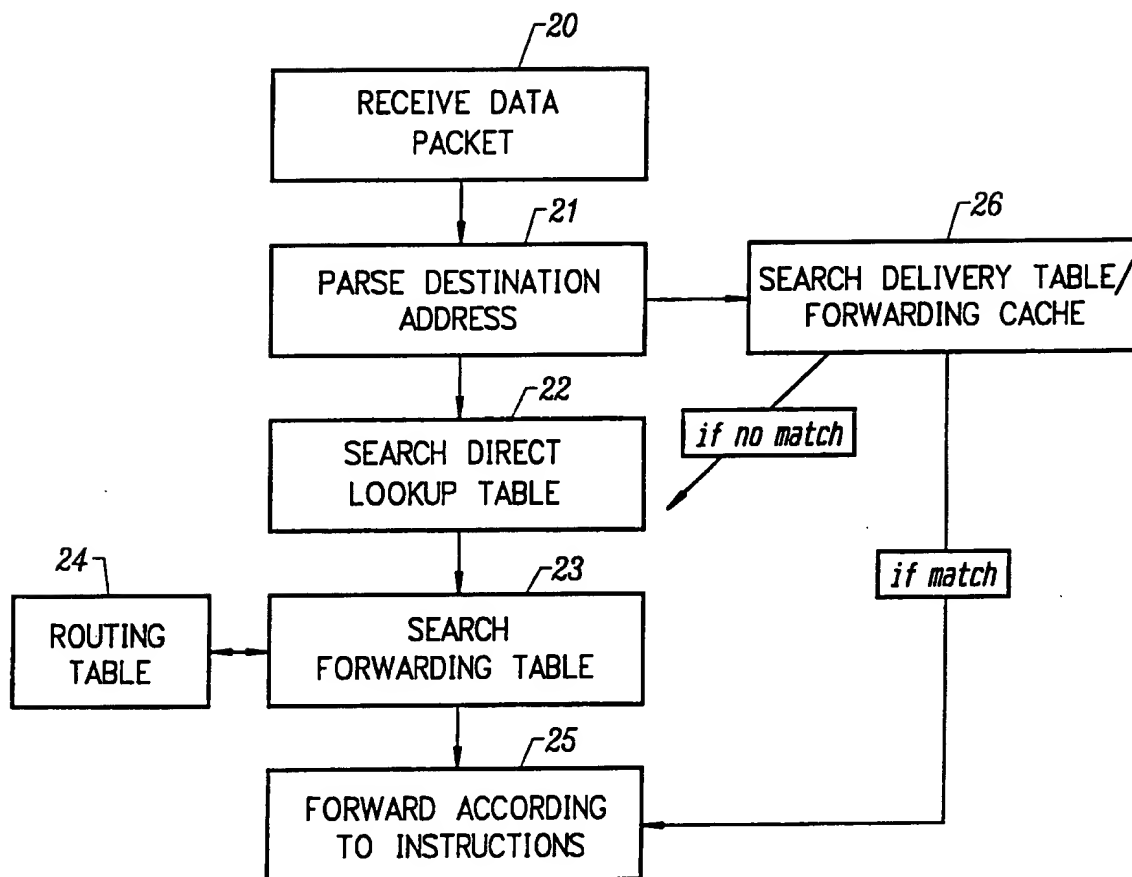 20
RECEIVE DATA
PACKET
21
PARSE DESTINATION
ADDRESS
26
SEARCH DELIVERY TABLE/
FORWARDING CACHE
22
SEARCH DIRECT
LOOKUP TABLE
if no match
if match
24
ROUTING
TABLE
23
SEARCH
FORWARDING TABLE
25
FORWARD ACCORDING
TO INSTRUCTIONS